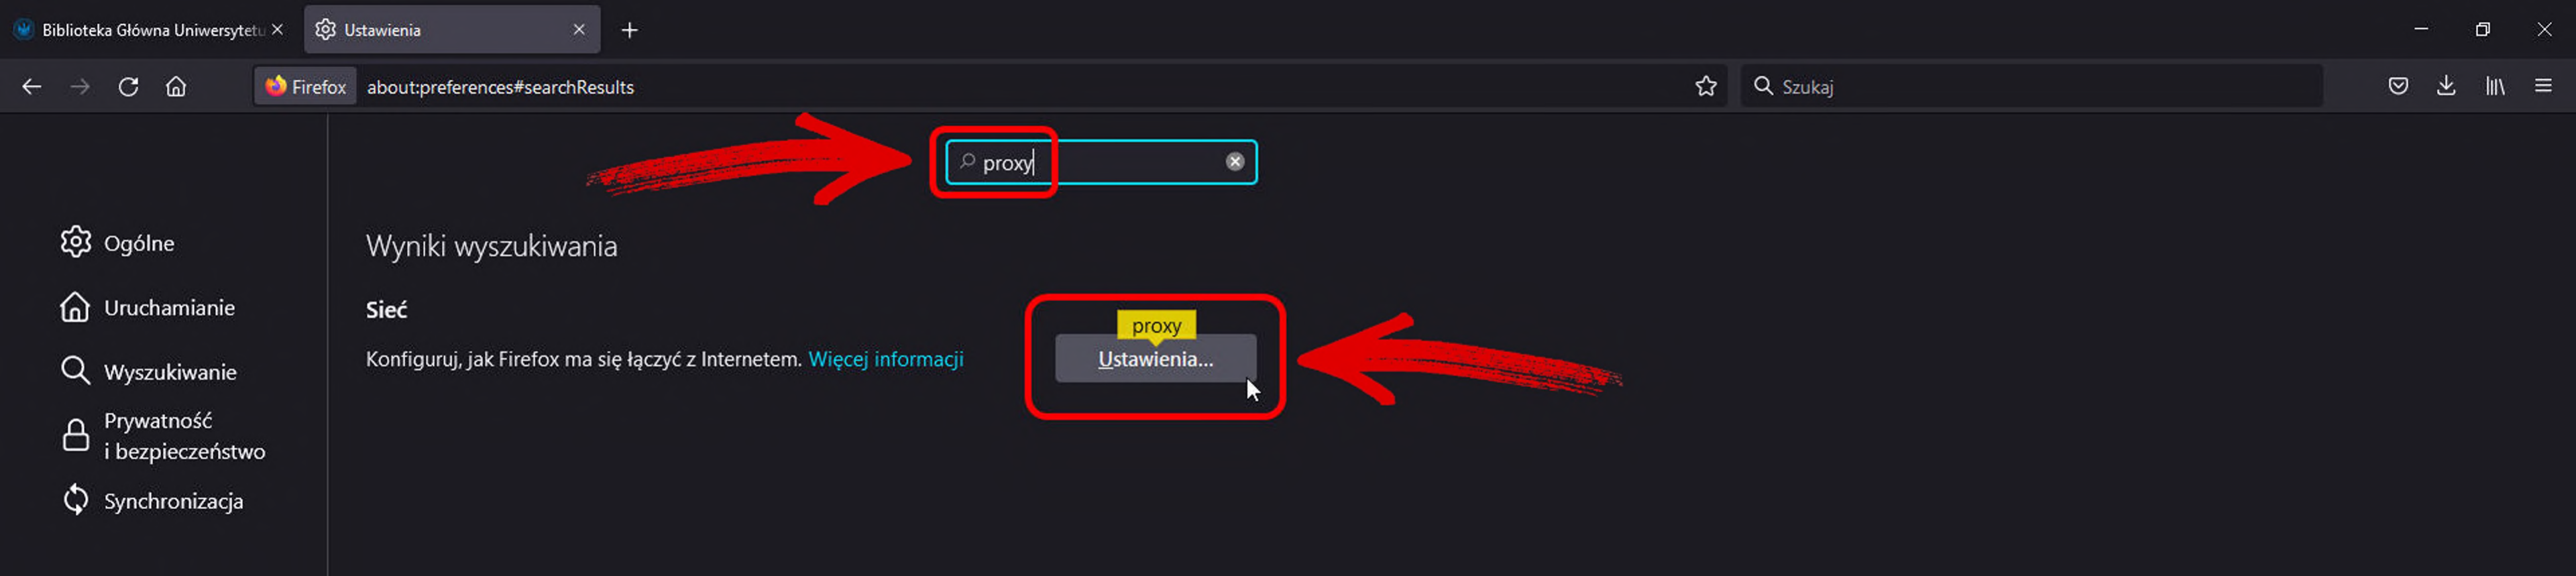 Biblioteka Główna Uniwersytetu
Ustawienia
Firefox
about:preferences#searchResults
Szukaj
proxy
Ogólne
Uruchamianie
Wyszukiwanie
Prywatność
i bezpieczeństwo
Synchronizacja
Wyniki wyszukiwania
Sieć
proxy
Konfiguruj, jak Firefox ma się łączyć z Internetem. Więcej informacji
Ustawienia...